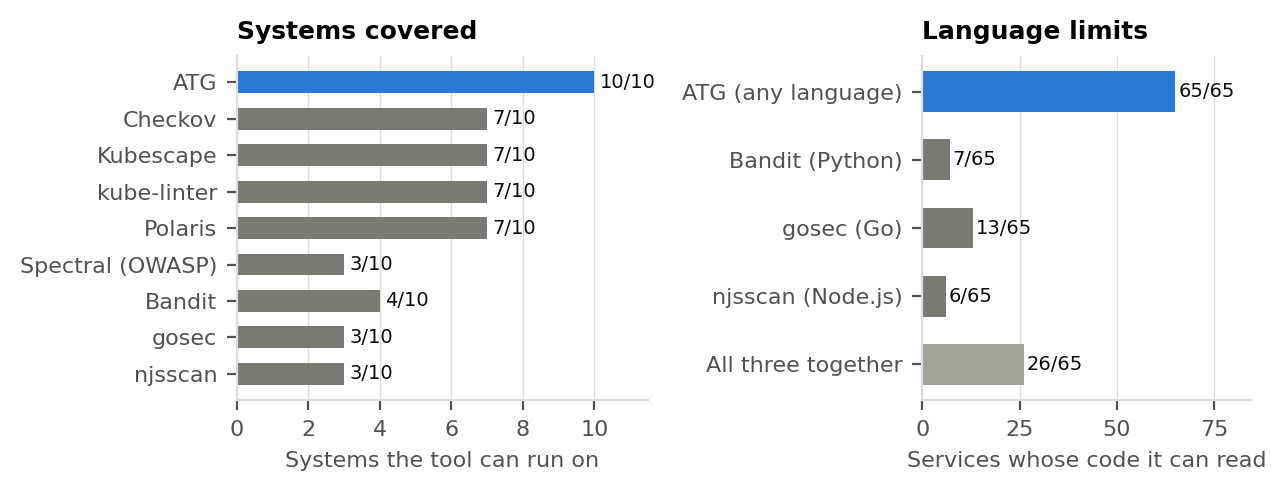 Systems covered
ATG 10/10
Checkov 7/10
Kubescape 7/10
kube-linter 7/10
Polaris 7/10
Spectral (OWASP) 3/10
Bandit 4/10
gosec 3/10
njsscan 3/10
0 2 4 6 8 10
Systems the tool can run on
Language limits
ATG (any language) 65/65
Bandit (Python) 7/65
gosec (Go) 13/65
njsscan (Node.js) 6/65
All three together 26/65
0 25 50 75
Services whose code it can read